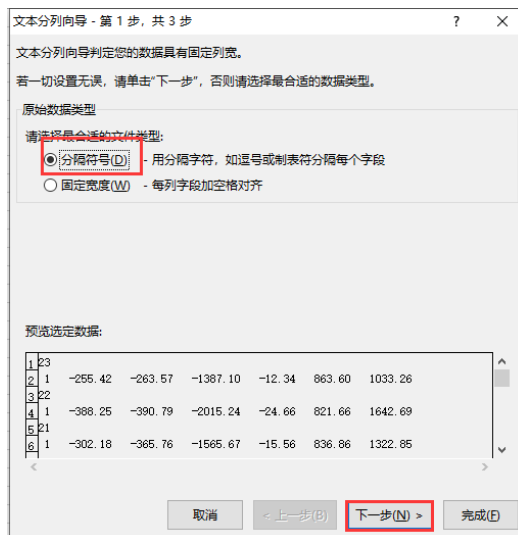 文本分列向导 - 第 1 步，共 3 步 ? ×
文本分列向导判定您的数据具有固定列宽。
若一切设置无误，请单击“下一步”，否则请选择最合适的数据类型。
原始数据类型
请选择最合适的文件类型:
分隔符号(D) - 用分隔字符，如逗号或制表符分隔每个字段
固定宽度(W) - 每列字段加空格对齐
预览选定数据:
1 23
2 1 -255.42 -263.57 -1387.10 -12.34 863.60 1033.26
3 22
4 1 -388.25 -390.79 -2015.24 -24.66 821.66 1642.69
5 21
6 1 -302.18 -365.76 -1565.67 -15.56 836.86 1322.85
取消 < 上一步(B) 下一步(N) > 完成(F)